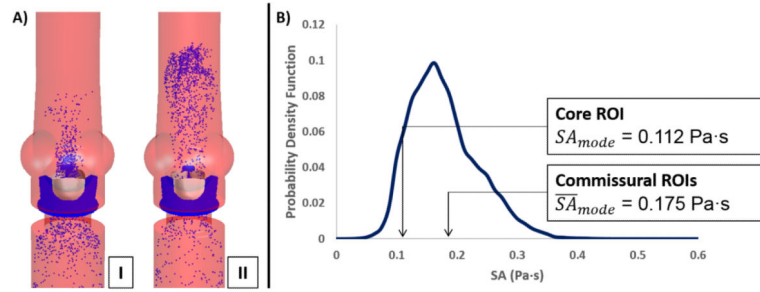 A)
I
II
B)
Probability Density Function
0.12
0.1
0.08
0.06
0.04
0.02
0
0
0.1
0.2
0.3
0.4
0.5
0.6
SA (Pa·s)
Core ROI
SA_mode = 0.112 Pa·s
Commissural ROIs
S̅A̅_mode = 0.175 Pa·s